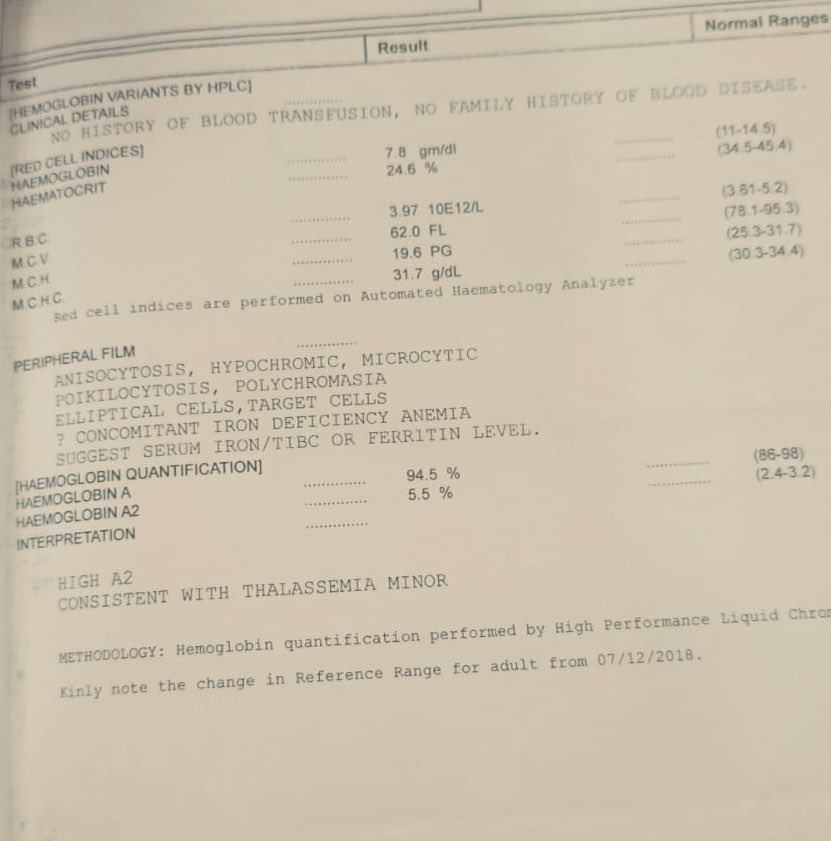 Test Result Normal Ranges
[HEMOGLOBIN VARIANTS BY HPLC]
CLINICAL DETAILS ..............
NO HISTORY OF BLOOD TRANSFUSION, NO FAMILY HISTORY OF BLOOD DISEASE.
[RED CELL INDICES]
HAEMOGLOBIN .............. 7.8 gm/dl .............. (11-14.5)
HAEMATOCRIT .............. 24.6 % .............. (34.5-45.4)
R.B.C .............. 3.97 10E12/L .............. (3.61-5.2)
M.C.V. .............. 62.0 FL .............. (78.1-95.3)
M.C.H. .............. 19.6 PG .............. (25.3-31.7)
M.C.H.C. .............. 31.7 g/dL .............. (30.3-34.4)
Red cell indices are performed on Automated Haematology Analyzer
PERIPHERAL FILM ..............
ANISOCYTOSIS, HYPOCHROMIC, MICROCYTIC
POIKILOCYTOSIS, POLYCHROMASIA
ELLIPTICAL CELLS,TARGET CELLS
? CONCOMITANT IRON DEFICIENCY ANEMIA
SUGGEST SERUM IRON/TIBC OR FERRITIN LEVEL.
[HAEMOGLOBIN QUANTIFICATION]
HAEMOGLOBIN A .............. 94.5 % .............. (86-98)
HAEMOGLOBIN A2 .............. 5.5 % .............. (2.4-3.2)
INTERPRETATION ..............
HIGH A2
CONSISTENT WITH THALASSEMIA MINOR
METHODOLOGY: Hemoglobin quantification performed by High Performance Liquid Chrom
Kinly note the change in Reference Range for adult from 07/12/2018.